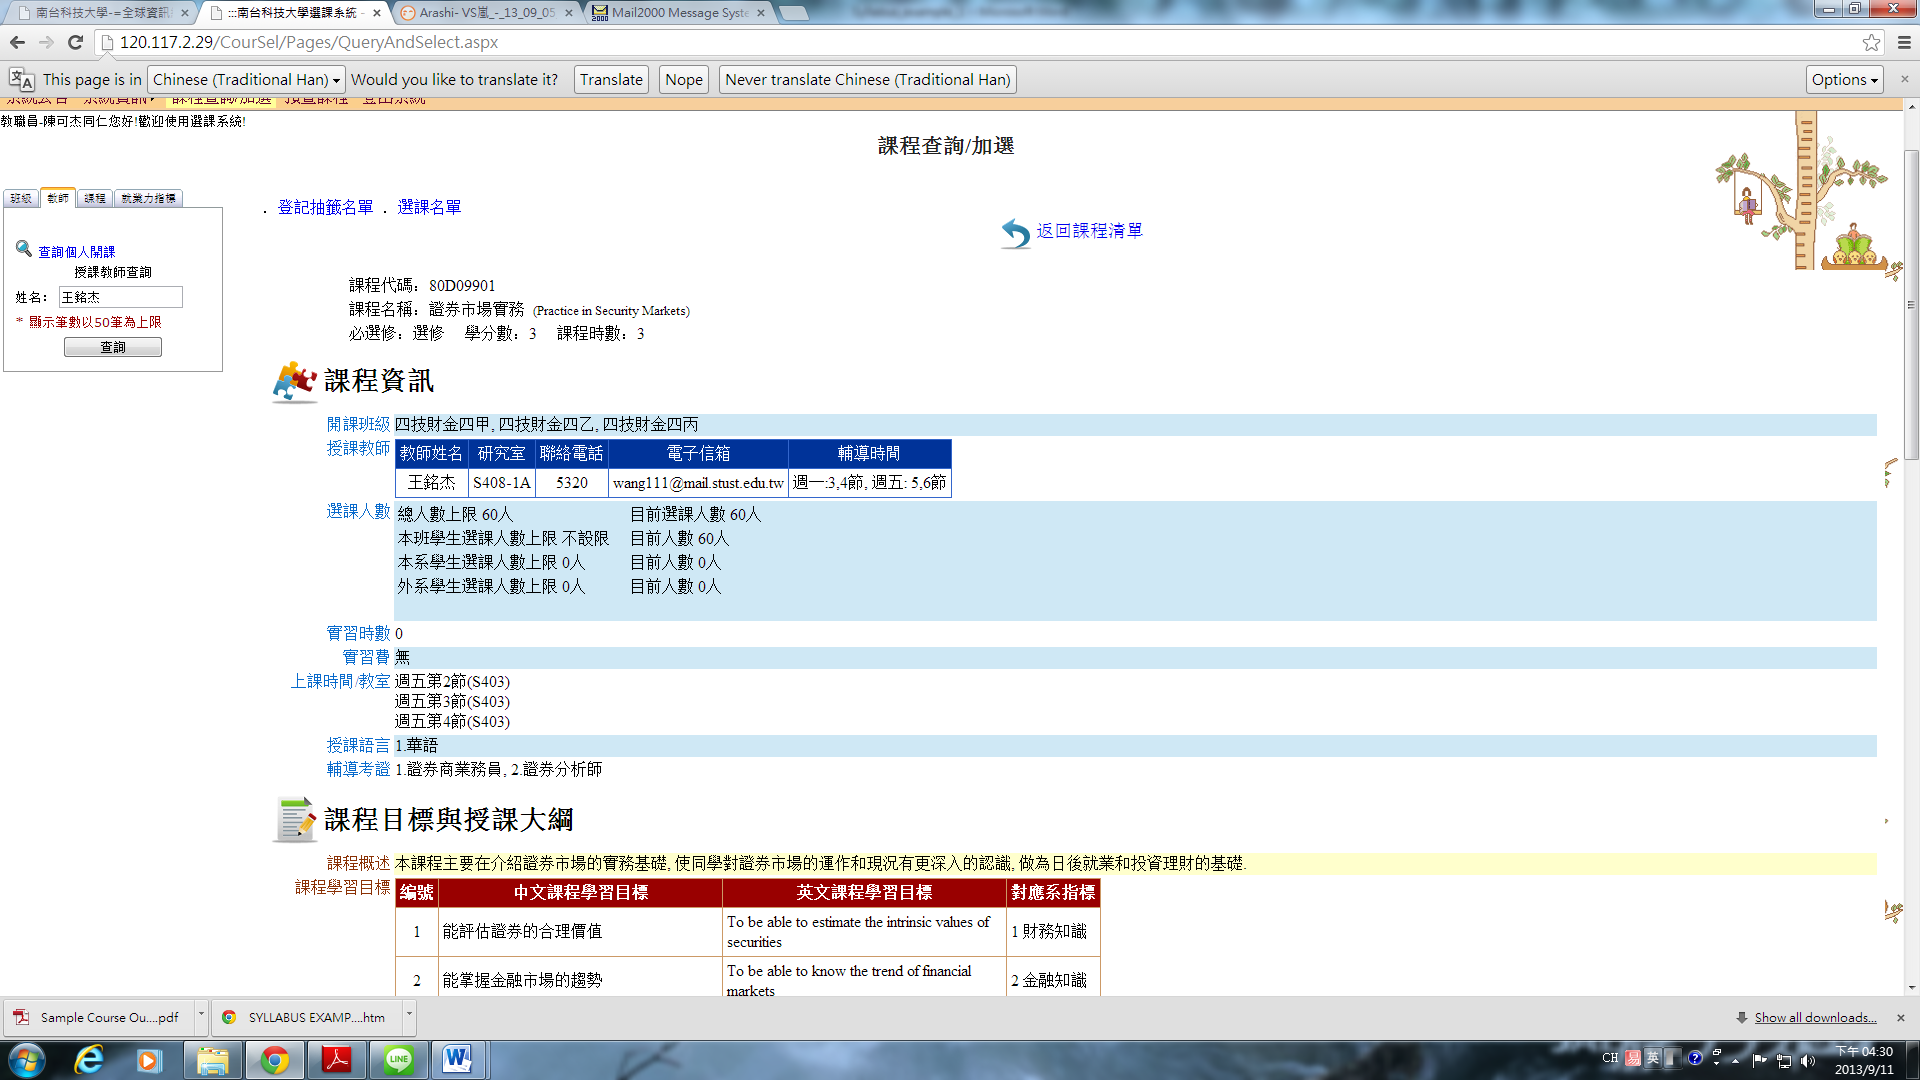 南台科技大學-=全球資訊
:::南台科技大學選課系統 -
Arashi- VS嵐_-_13_09_05
Mail2000 Message Syste
120.117.2.29/CourSel/Pages/QueryAndSelect.aspx
This page is in Chinese (Traditional Han) Would you like to translate it? Translate Nope Never translate Chinese (Traditional Han) Options
系統公告 系統資訊 課程查詢/加選 預查課程 登出系統
教職員-陳可杰同仁您好!歡迎使用選課系統!
課程查詢/加選
班級 教師 課程 就業力指標
查詢個人開課
授課教師查詢
姓名: 王銘杰
* 顯示筆數以50筆為上限
查詢
. 登記抽籤名單 . 選課名單
返回課程清單
課程代碼: 80D09901
課程名稱: 證券市場實務 (Practice in Security Markets)
必選修: 選修 學分數: 3 課程時數: 3
課程資訊
開課班級 四技財金四甲, 四技財金四乙, 四技財金四丙
授課教師 教師姓名 研究室 聯絡電話 電子信箱 輔導時間
王銘杰 S408-1A 5320 wang111@mail.stust.edu.tw 週一:3,4節, 週五: 5,6節
選課人數 總人數上限 60人 目前選課人數 60人
本班學生選課人數上限 不設限 目前人數 60人
本系學生選課人數上限 0人 目前人數 0人
外系學生選課人數上限 0人 目前人數 0人
實習時數 0
實習費 無
上課時間/教室 週五第2節(S403)
週五第3節(S403)
週五第4節(S403)
授課語言 1.華語
輔導考證 1.證券商業務員, 2.證券分析師
課程目標與授課大綱
課程概述 本課程主要在介紹證券市場的實務基礎, 使同學對證券市場的運作和現況有更深入的認識, 做為日後就業和投資理財的基礎.
課程學習目標 編號 中文課程學習目標 英文課程學習目標 對應系指標
1 能評估證券的合理價值 To be able to estimate the intrinsic values of securities 1 財務知識
2 能掌握金融市場的趨勢 To be able to know the trend of financial markets 2 金融知識
Sample Course Ou....pdf
SYLLABUS EXAMP....htm
Show all downloads...
CH 易 英
下午 04:30
2013/9/11